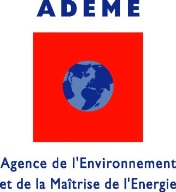 ADEME
Agence de l'Environnement
et de la Maîtrise de l'Energie